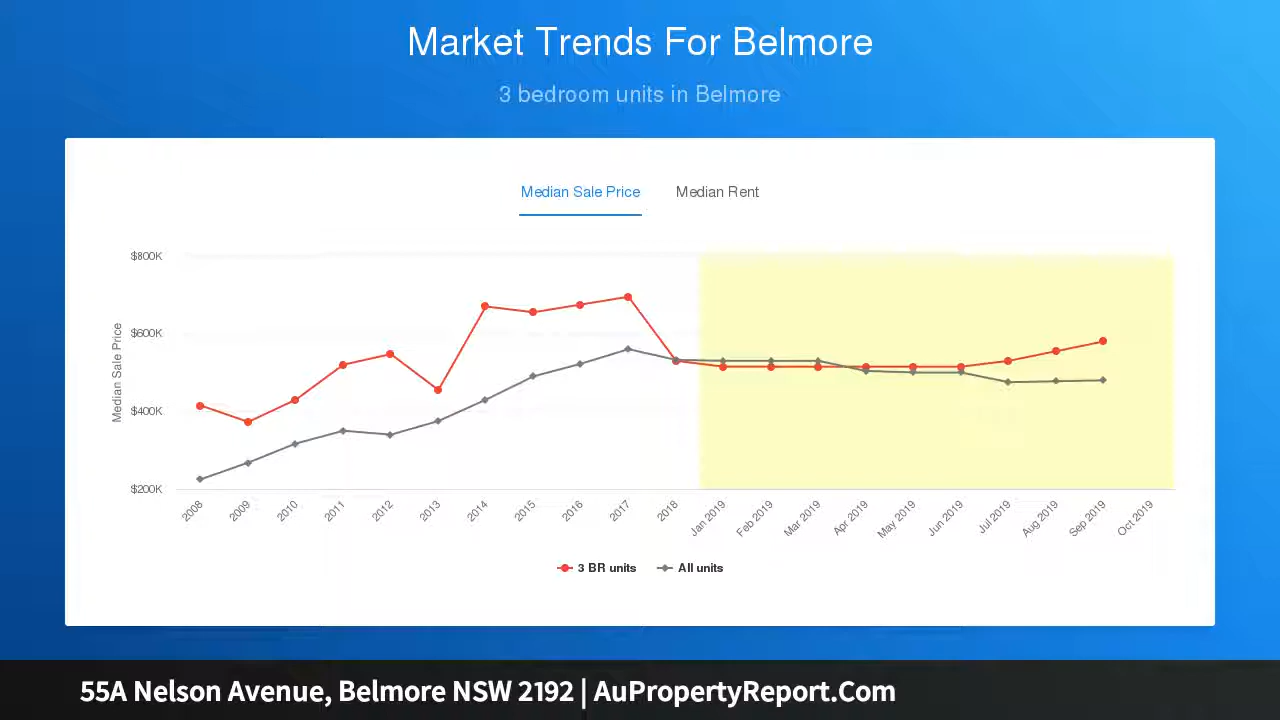 Market Trends For Belmore
3 bedroom units in Belmore
Median Sale Price Median Rent
$800K
$600K
$400K
$200K
Median Sale Price
2008 2009 2010 2011 2012 2013 2014 2015 2016 2017 2018 Jan 2019 Feb 2019 Mar 2019 Apr 2019 May 2019 Jun 2019 Jul 2019 Aug 2019 Sep 2019 Oct 2019
3 BR units All units
55A Nelson Avenue, Belmore NSW 2192 | AuPropertyReport.Com